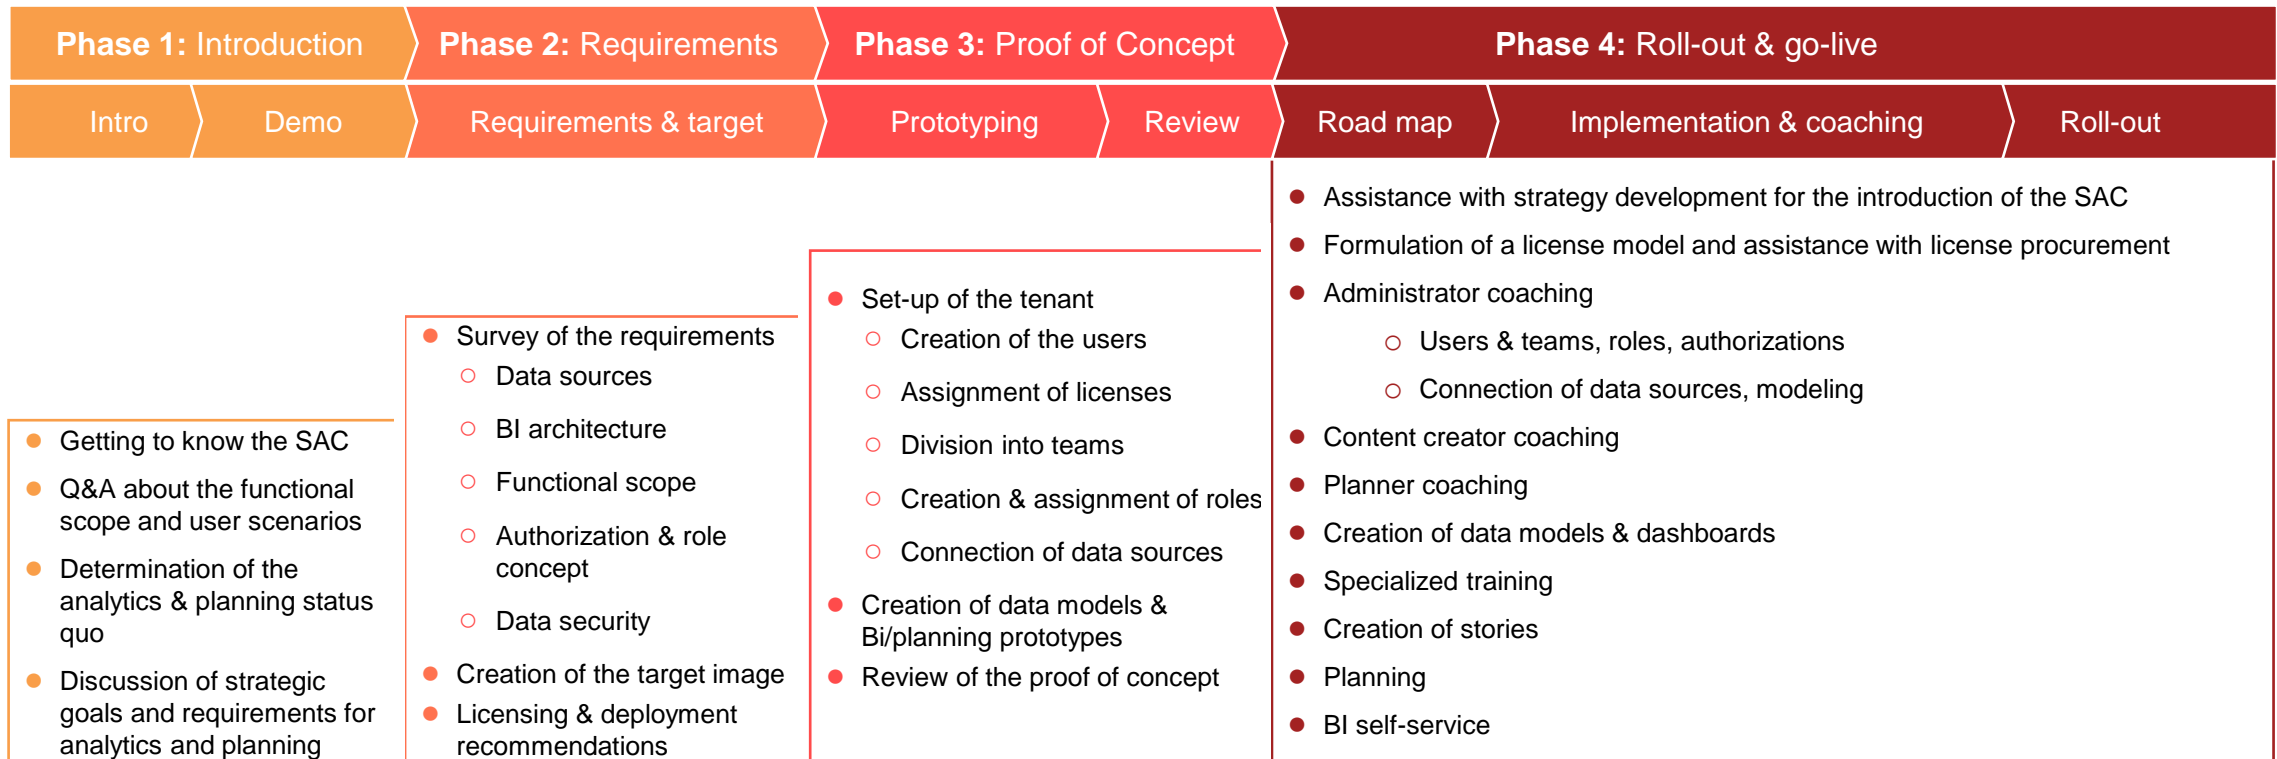 Phase 1: Introduction
Phase 2: Requirements
Phase 3: Proof of Concept
Phase 4: Roll-out & go-live
Intro
Demo
Requirements & target
Prototyping
Review
Road map
Implementation & coaching
Roll-out
Getting to know the SAC
Q&A about the functional
scope and user scenarios
Determination of the
analytics & planning status
quo
Discussion of strategic
goals and requirements for
analytics and planning
Survey of the requirements
Data sources
BI architecture
Functional scope
Authorization & role
concept
Data security
Creation of the target image
Licensing & deployment
recommendations
Set-up of the tenant
Creation of the users
Assignment of licenses
Division into teams
Creation & assignment of roles
Connection of data sources
Creation of data models &
Bi/planning prototypes
Review of the proof of concept
Assistance with strategy development for the introduction of the SAC
Formulation of a license model and assistance with license procurement
Administrator coaching
Users & teams, roles, authorizations
Connection of data sources, modeling
Content creator coaching
Planner coaching
Creation of data models & dashboards
Specialized training
Creation of stories
Planning
BI self-service